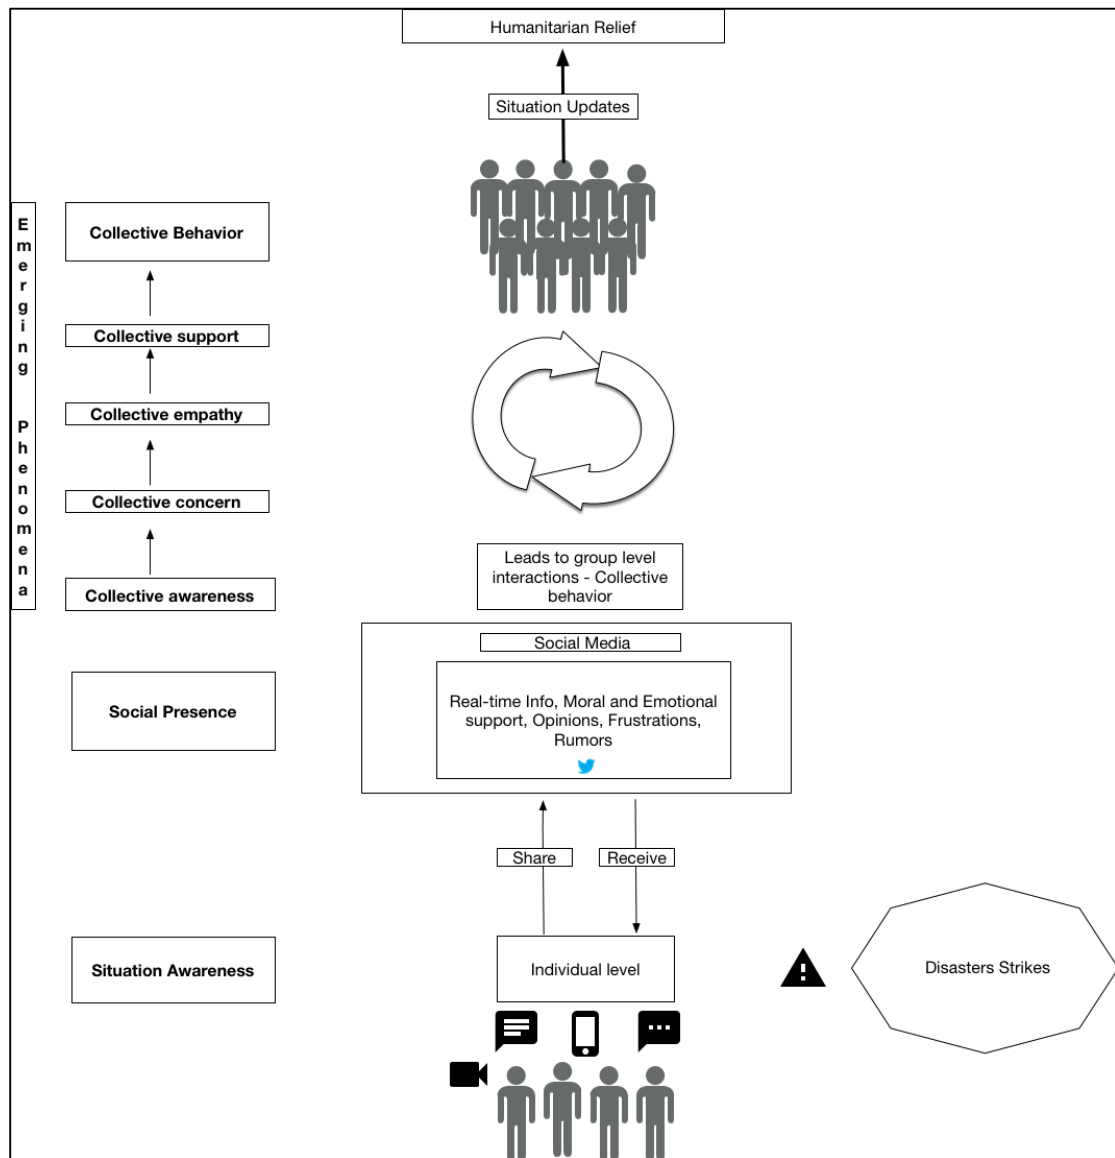 Humanitarian Relief
Situation Updates
Emerging Phenomena
Collective Behavior
Collective support
Collective empathy
Collective concern
Collective awareness
Leads to group level
interactions - Collective
behavior
Social Media
Real-time Info, Moral and Emotional
support, Opinions, Frustrations,
Rumors
Social Presence
Share
Receive
Situation Awareness
Individual level
Disasters Strikes